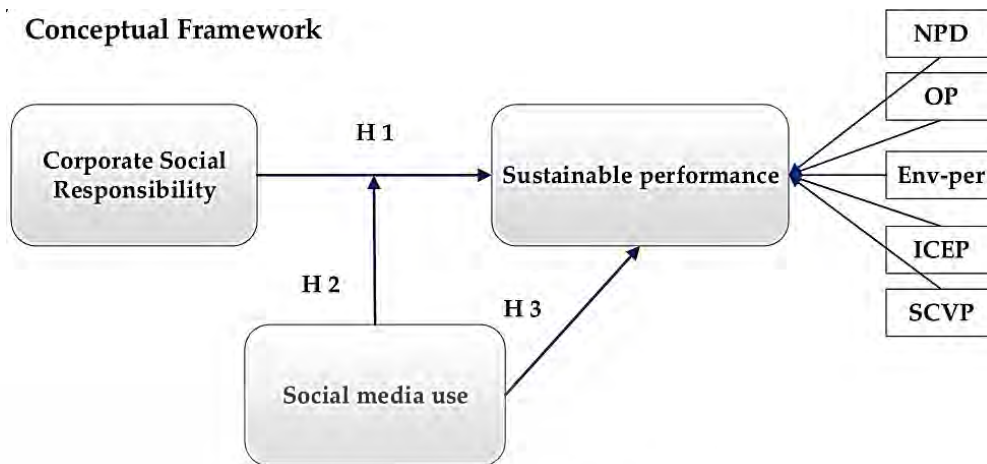 Conceptual Framework
NPD
OP
H 1
Corporate Social
Responsibility
Sustainable performance
Env-per
ICEP
H 2
H 3
SCVP
Social media use